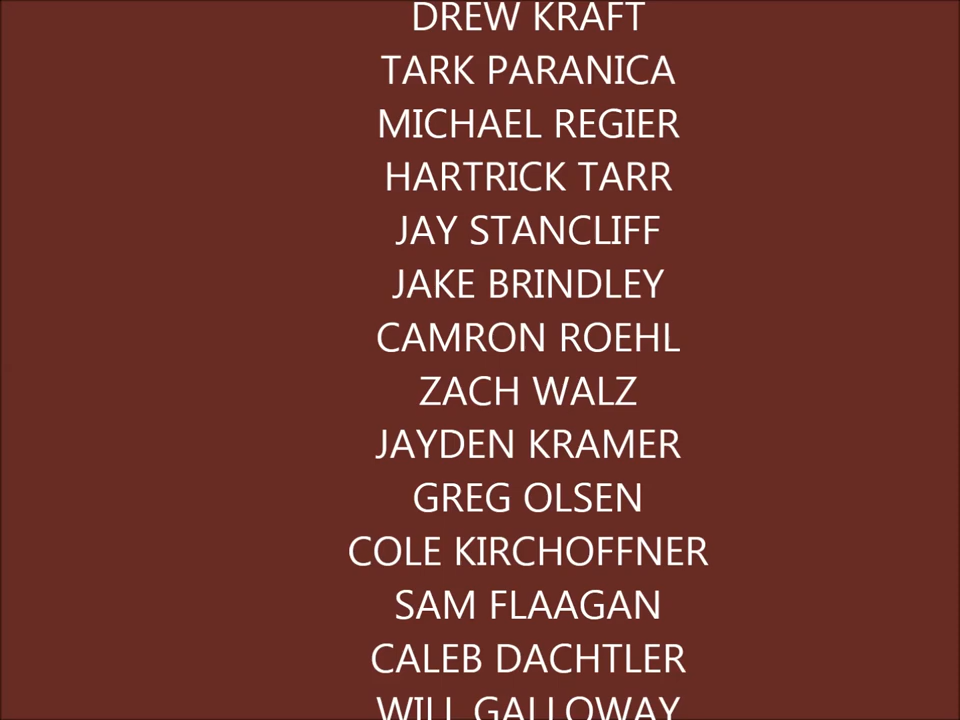 DREW KRAFT
TARK PARANICA
MICHAEL REGIER
HARTRICK TARR
JAY STANCLIFF
JAKE BRINDLEY
CAMRON ROEHL
ZACH WALZ
JAYDEN KRAMER
GREG OLSEN
COLE KIRCHOFFNER
SAM FLAAGAN
CALEB DACHTLER
WILL GALLOWAY